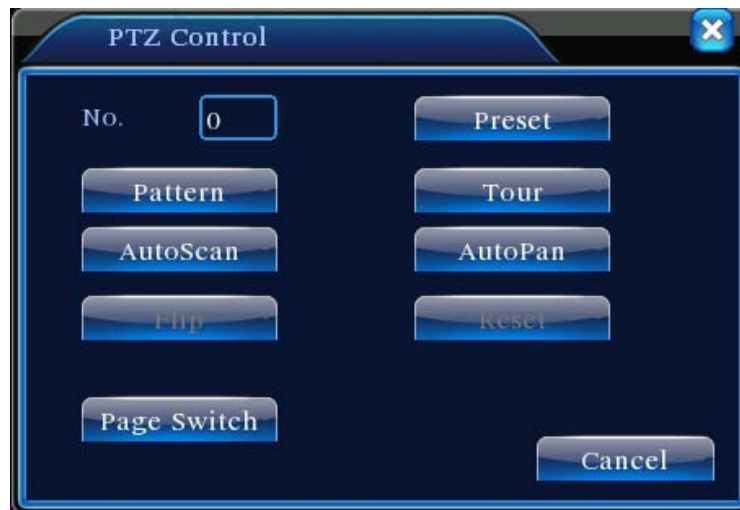 PTZ Control
No. 0 Preset
Pattern Tour
AutoScan AutoPan
Flip Reset
Page Switch
Cancel